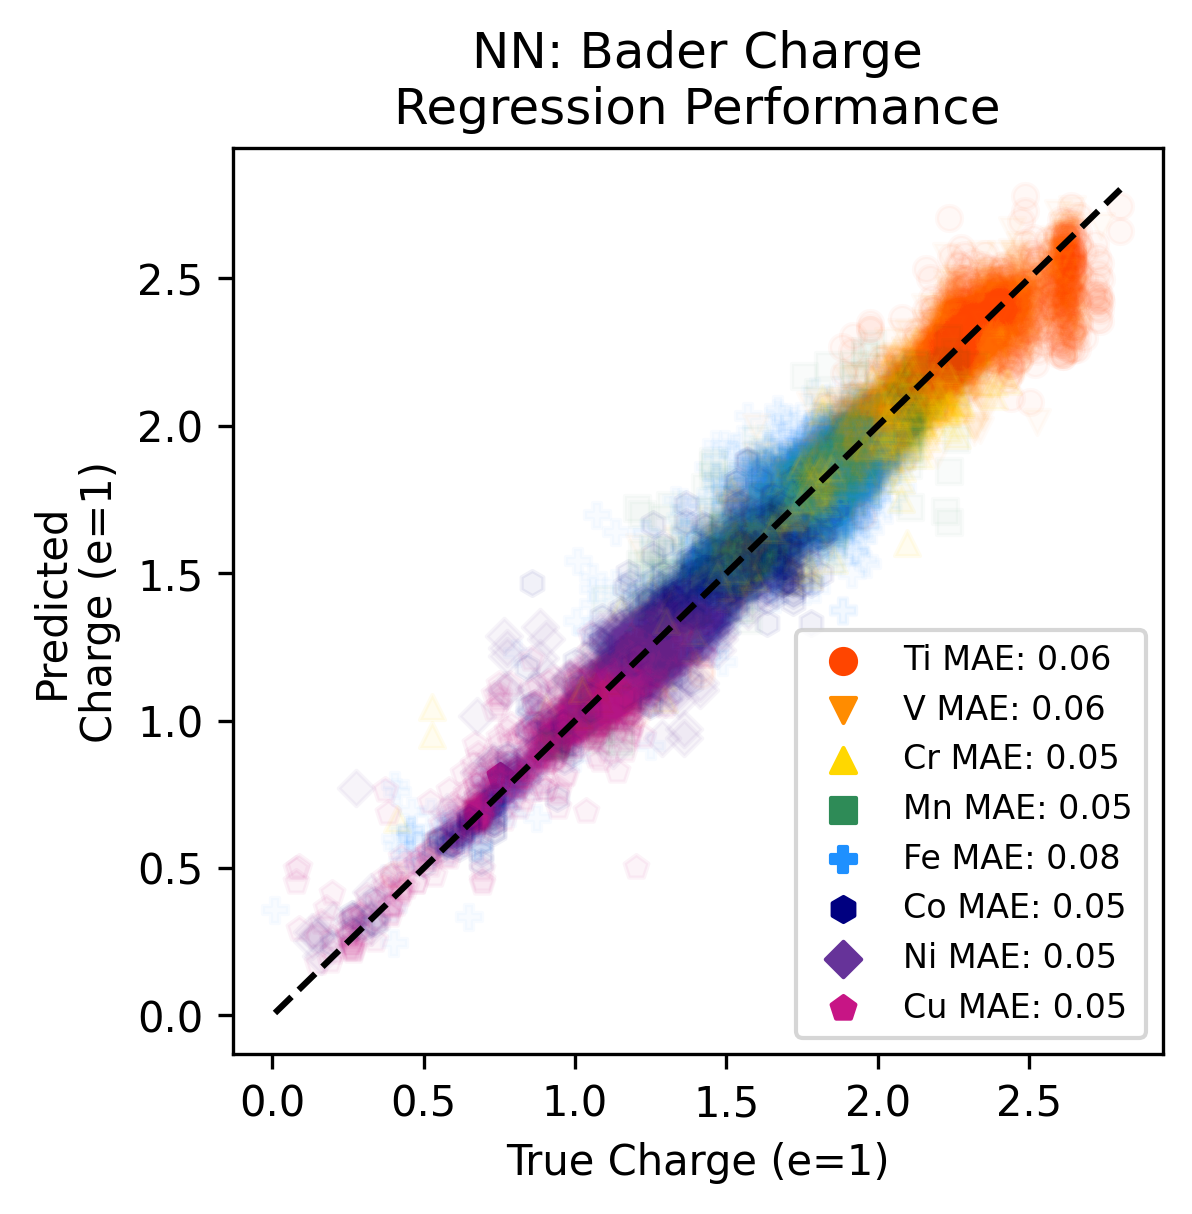 NN: Bader Charge
Regression Performance
Predicted
Charge (e=1)
2.5
2.0
1.5
1.0
0.5
0.0
0.0 0.5 1.0 1.5 2.0 2.5
True Charge (e=1)
Ti MAE: 0.06
V MAE: 0.06
Cr MAE: 0.05
Mn MAE: 0.05
Fe MAE: 0.08
Co MAE: 0.05
Ni MAE: 0.05
Cu MAE: 0.05